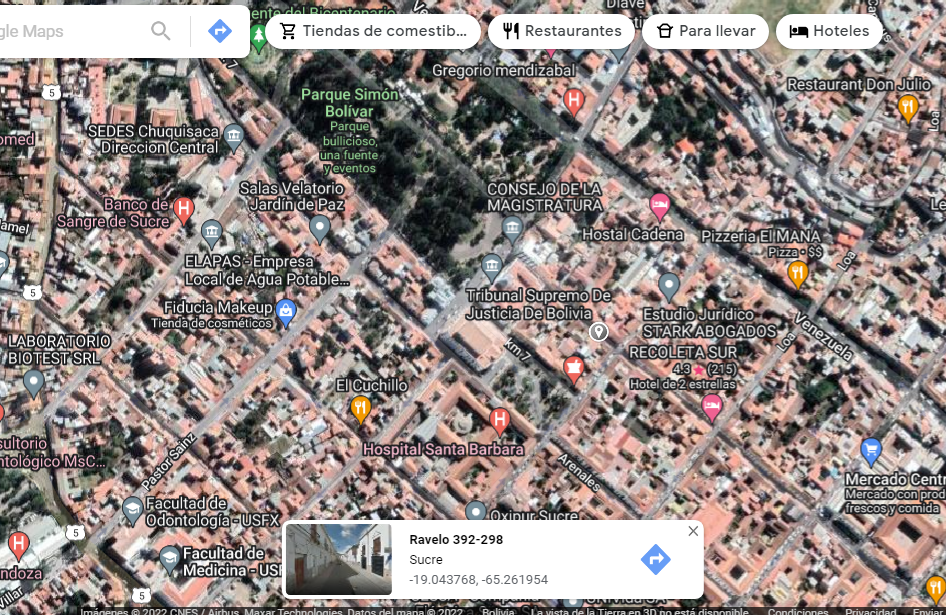 gle Maps
ente del Bicentenario
Tiendas de comestib...
Restaurantes
Para llevar
Hoteles
7
5
Gregorio mendizabal
Restaurant Don Julio
Parque Simón
Bolívar
Parque
bullicioso,
una fuente
y eventos
SEDES Chuquisaca
Direccion Central
omed
Loa
Salas Velatorio
Jardín de Paz
CONSEJO DE LA
MAGISTRATURA
Banco de
Sangre de Sucre
Hostal Cadena
Pizzeria El MANA
Pizza • $$
ELAPAS - Empresa
Local de Agua Potable...
Loa
5
Fiducia Makeup
Tienda de cosméticos
Tribunal Supremo De
Justicia De Bolivia
Estudio Jurídico
STARK ABOGADOS
Venezuela
Loa
LABORATORIO
BIOTEST SRL
km-7
RECOLETA SUR
4.3 ★ (215)
Hotel de 2 estrellas
El Cuchillo
Hospital Santa Barbara
sultorio
ntológico MsC...
Pastor Sainz
Arenales
Mercado Centr
Mercado con prod
frescos y comida
Facultad de
Odontología - USFX
Oxipur Sucre
5
Ravelo 392-298
Sucre
-19.043768, -65.261954
Facultad de
Medicina - USF
ndoza
Villar
5
Imágenes © 2022 CNES / Airbus, Maxar Technologies, Datos del mapa © 2022
Bolivia
La vista de la Tierra en 3D no está disponible
Condiciones
Privacidad
Enviar